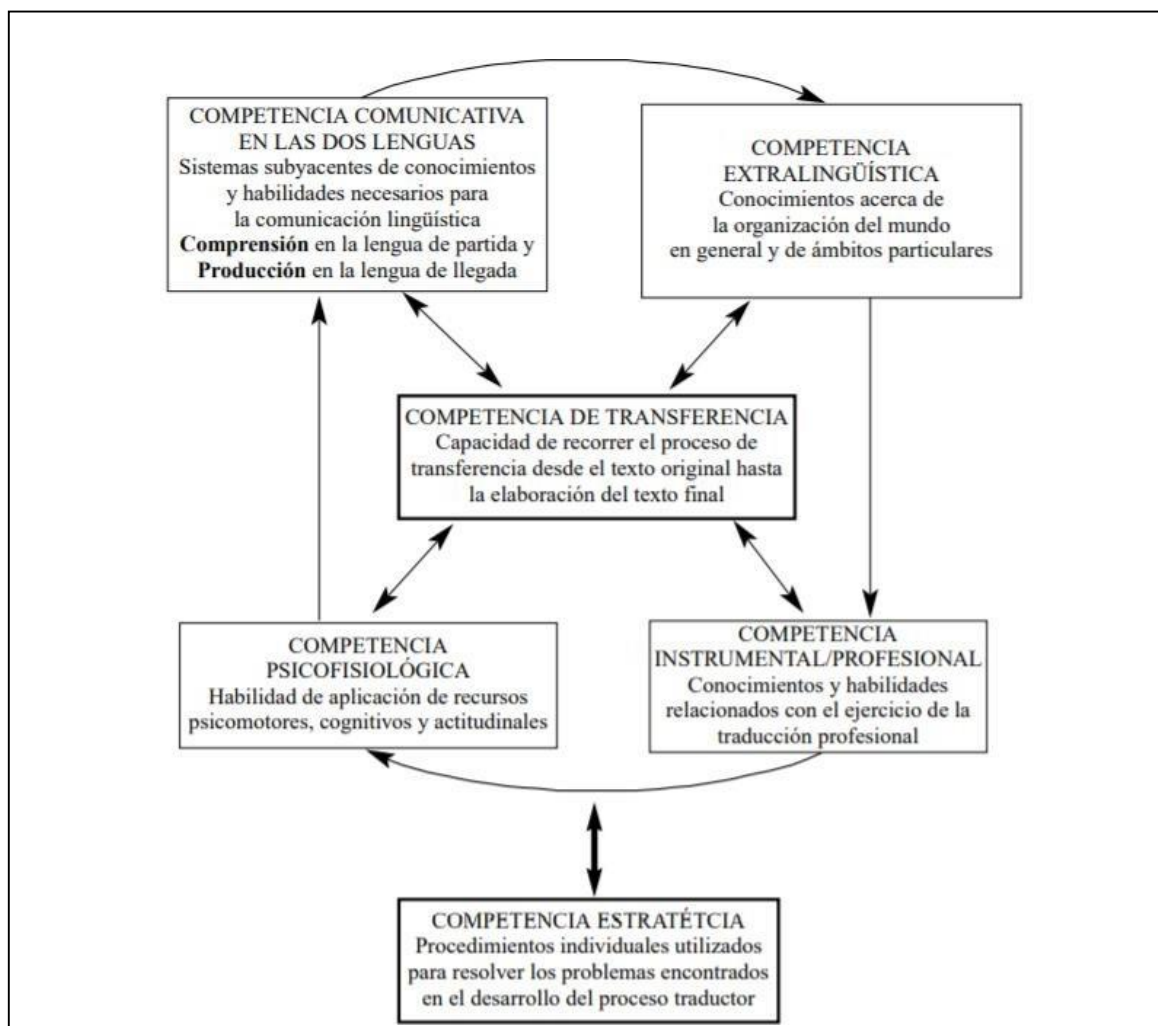 COMPETENCIA COMUNICATIVA
EN LAS DOS LENGUAS
Sistemas subyacentes de conocimientos
y habilidades necesarios para
la comunicación lingüística
Comprensión en la lengua de partida y
Producción en la lengua de llegada
COMPETENCIA
EXTRALINGÜÍSTICA
Conocimientos acerca de
la organización del mundo
en general y de ámbitos particulares
COMPETENCIA DE TRANSFERENCIA
Capacidad de recorrer el proceso de
transferencia desde el texto original hasta
la elaboración del texto final
COMPETENCIA
PSICOFISIOLÓGICA
Habilidad de aplicación de recursos
psicomotores, cognitivos y actitudinales
COMPETENCIA
INSTRUMENTAL/PROFESIONAL
Conocimientos y habilidades
relacionados con el ejercicio de la
traducción profesional
COMPETENCIA ESTRATÉTCIA
Procedimientos individuales utilizados
para resolver los problemas encontrados
en el desarrollo del proceso traductor